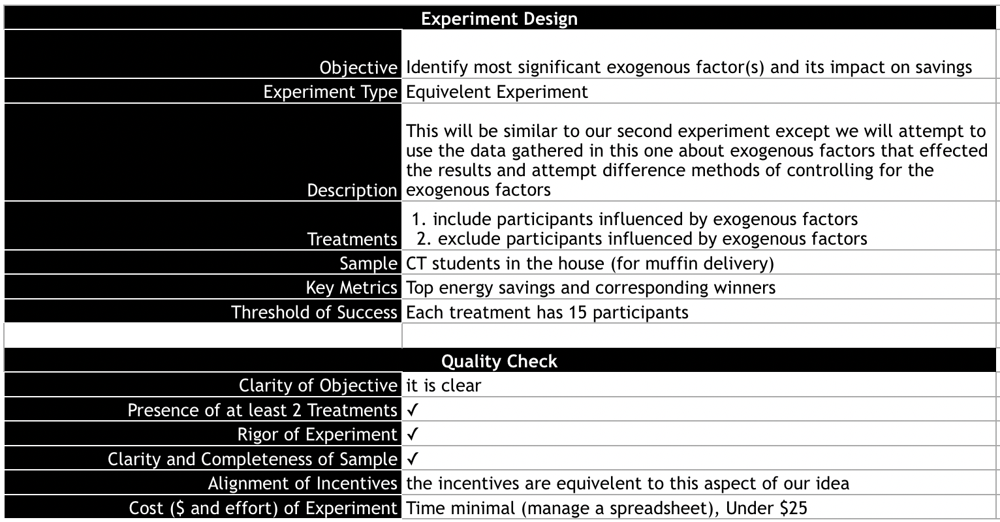 Experiment Design
Objective Identify most significant exogenous factor(s) and its impact on savings
Experiment Type Equivelent Experiment
This will be similar to our second experiment except we will attempt to
use the data gathered in this one about exogenous factors that effected
the results and attempt difference methods of controlling for the
Description exogenous factors
1. include participants influenced by exogenous factors
Treatments 2. exclude participants influenced by exogenous factors
Sample CT students in the house (for muffin delivery)
Key Metrics Top energy savings and corresponding winners
Threshold of Success Each treatment has 15 participants
Quality Check
Clarity of Objective it is clear
Presence of at least 2 Treatments ✓
Rigor of Experiment ✓
Clarity and Completeness of Sample ✓
Alignment of Incentives the incentives are equivelent to this aspect of our idea
Cost ($ and effort) of Experiment Time minimal (manage a spreadsheet), Under $25